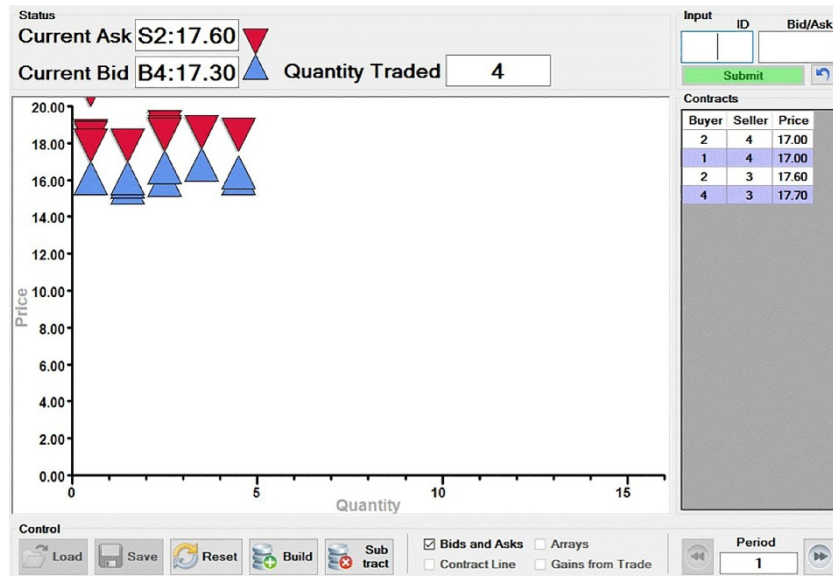 Status
Current Ask S2:17.60
Current Bid B4:17.30 Quantity Traded 4
Input
ID Bid/Ask
Submit
Contracts
Buyer Seller Price
2 4 17.00
1 4 17.00
2 3 17.60
4 3 17.70
Price
20.00
18.00
16.00
14.00
12.00
10.00
8.00
6.00
4.00
2.00
0.00
0 5 10 15
Quantity
Control
Load Save Reset Build Sub tract
Bids and Asks Arrays
Contract Line Gains from Trade
Period
1